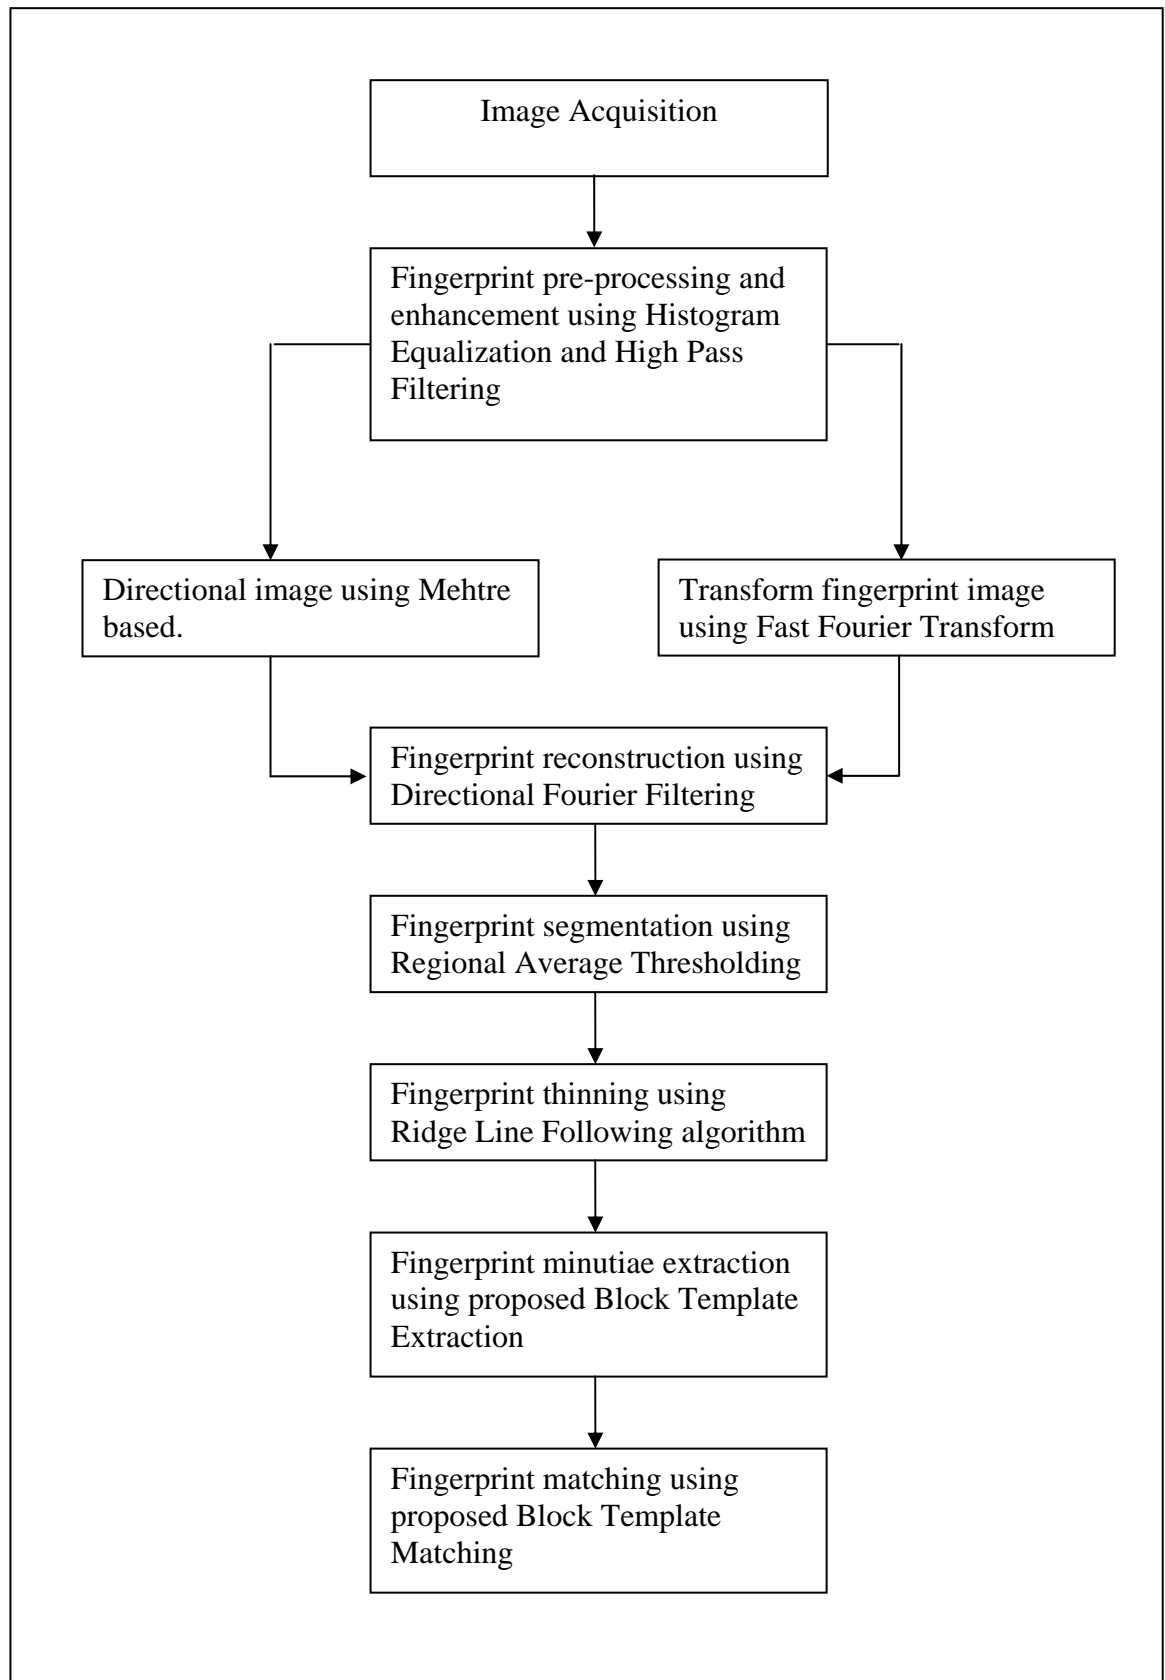 Image Acquisition
Fingerprint pre-processing and
enhancement using Histogram
Equalization and High Pass
Filtering
Directional image using Mehtre
based.
Transform fingerprint image
using Fast Fourier Transform
Fingerprint reconstruction using
Directional Fourier Filtering
Fingerprint segmentation using
Regional Average Thresholding
Fingerprint thinning using
Ridge Line Following algorithm
Fingerprint minutiae extraction
using proposed Block Template
Extraction
Fingerprint matching using
proposed Block Template
Matching